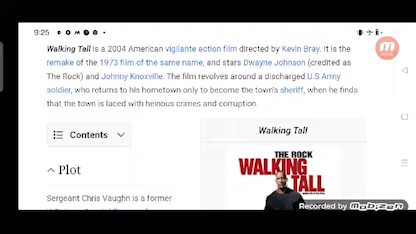 9:25
Walking Tall is a 2004 American vigilante action film directed by Kevin Bray. It is the
remake of the 1973 film of the same name, and stars Dwayne Johnson (credited as
The Rock) and Johnny Knoxville. The film revolves around a discharged U.S Army
soldier, who returns to his hometown only to become the town's sheriff, when he finds
that the town is laced with heinous crimes and corruption.
Contents
Walking Tall
Plot
THE ROCK
WALKING
TALL
Sergeant Chris Vaughn is a former
Recorded by Mobizen